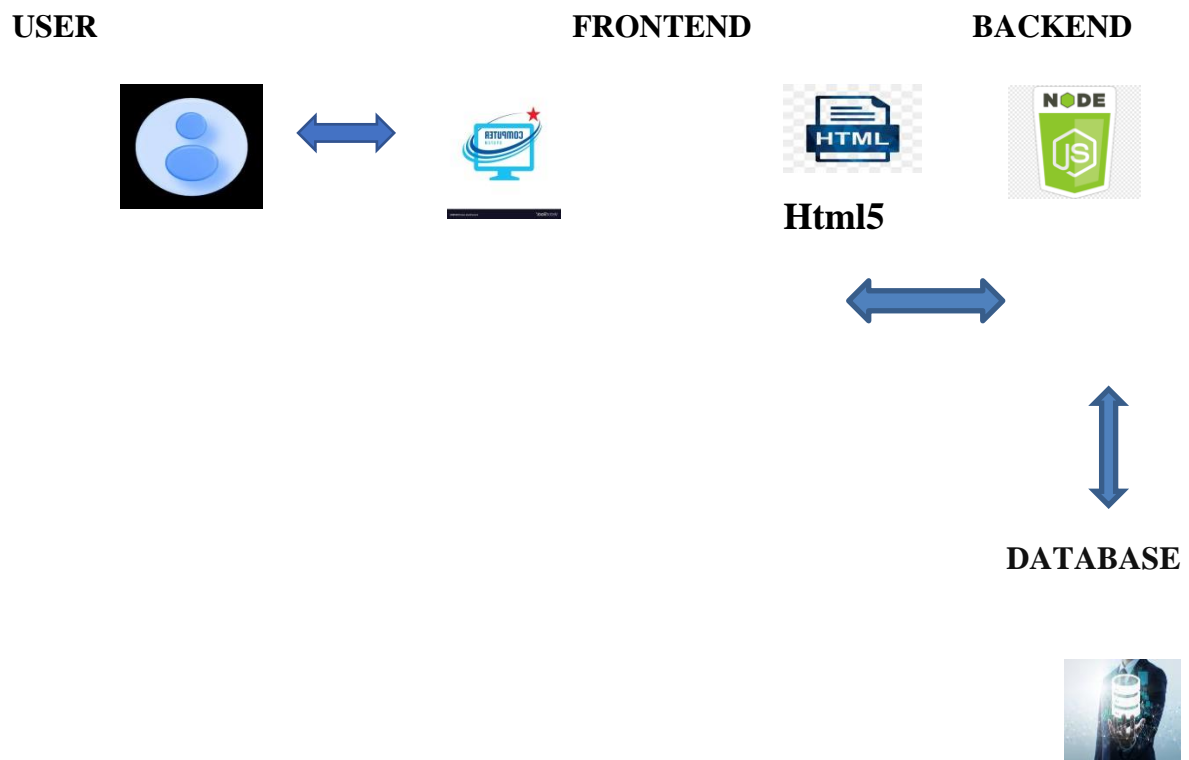 USER FRONTEND BACKEND
COMPUTER
HTML
NODE
JS
Html5
DATABASE